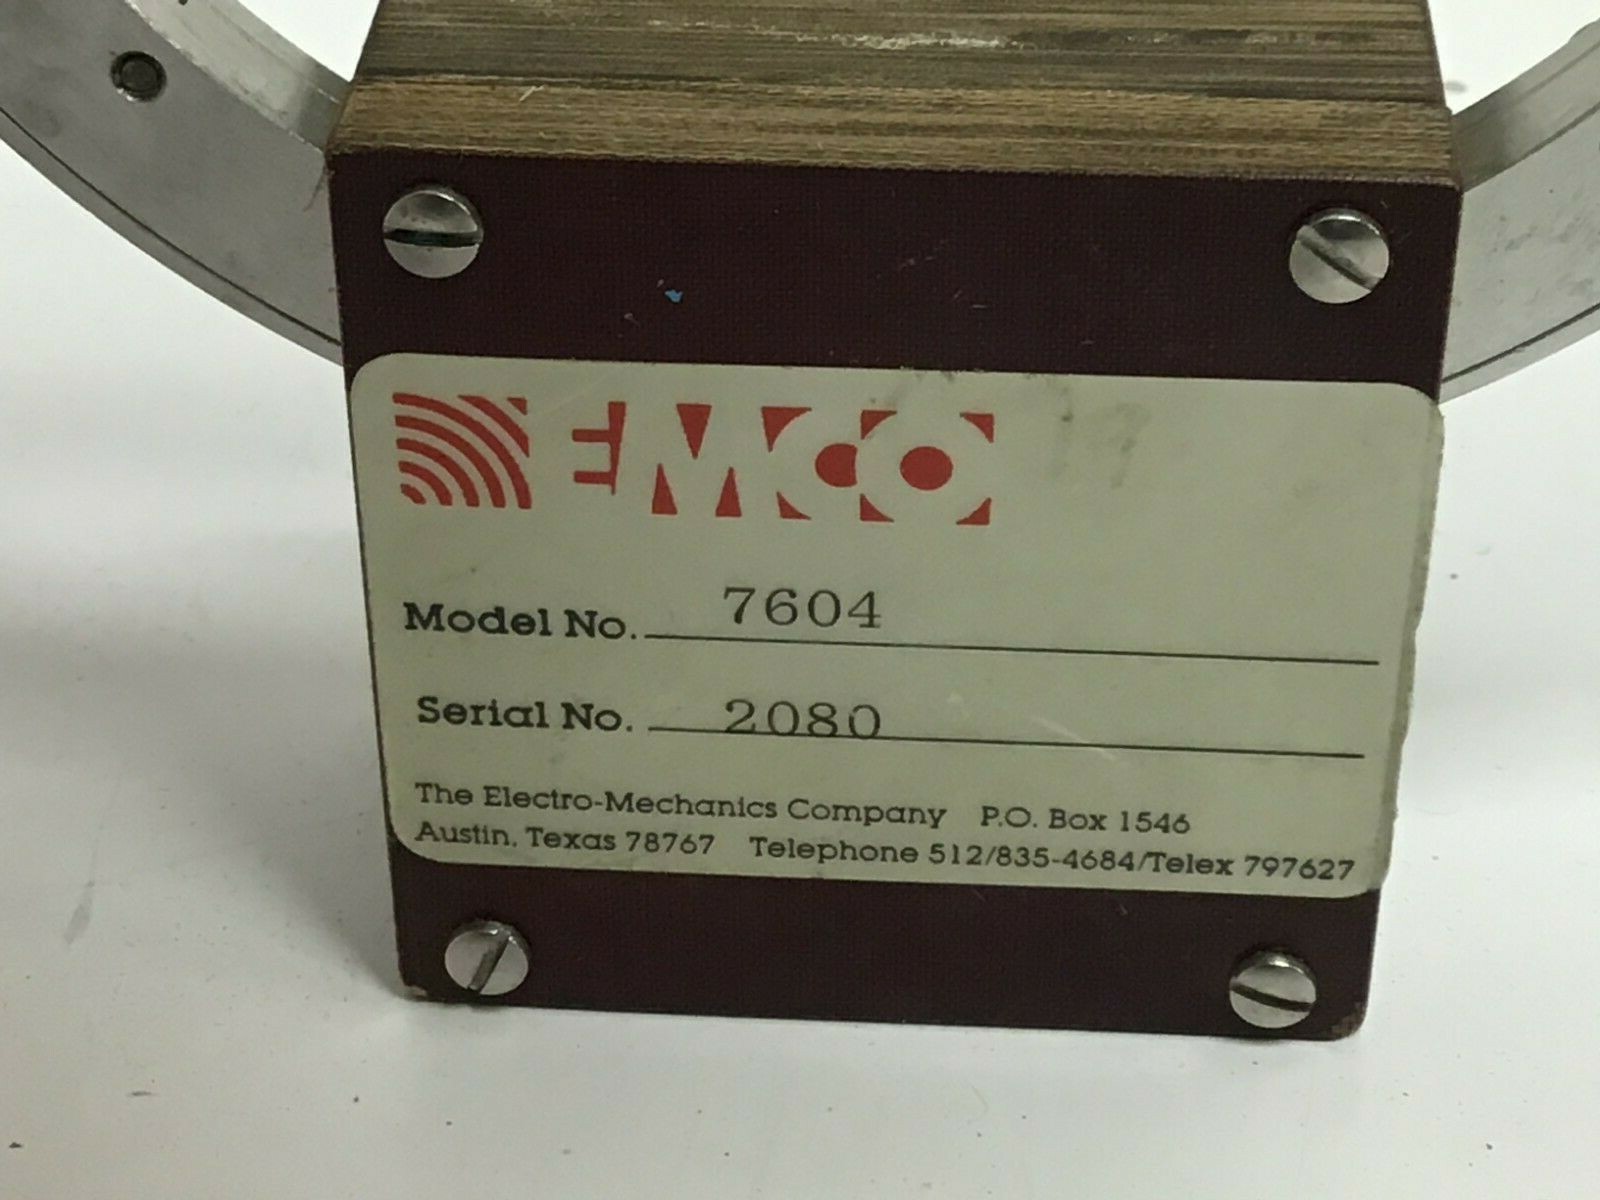 EMCO
Model No. 7604
Serial No. 2080
The Electro-Mechanics Company P.O. Box 1546
Austin, Texas 78767 Telephone 512/835-4684/Telex 797627